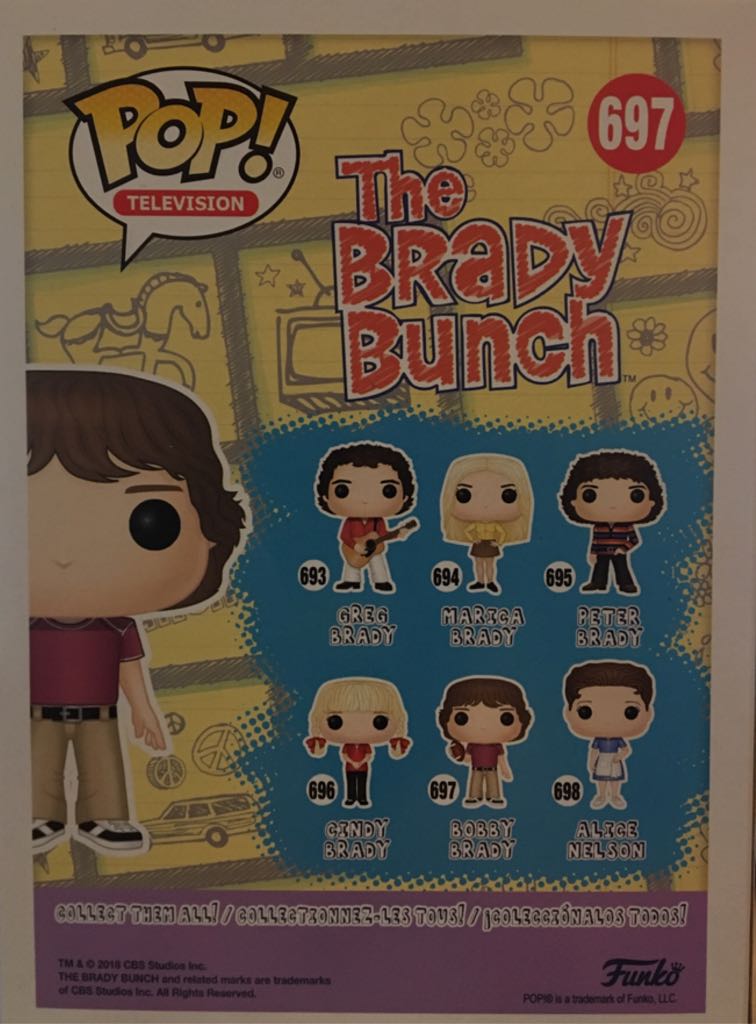 POP!®
TELEVISION
697
The
BRADY
Bunch™
693
GREG
BRADY
694
MARICA
BRADY
695
PETER
BRADY
696
CINDY
BRADY
697
BOBBY
BRADY
698
ALICE
NELSON
COLLECT THEM ALL! / COLLECTIONNEZ-LES TOUS! / ¡COLECCIÓNALOS TODOS!
TM & © 2018 CBS Studios Inc.
THE BRADY BUNCH and related marks are trademarks
of CBS Studios Inc. All Rights Reserved.
Funko
POP!® is a trademark of Funko, LLC.